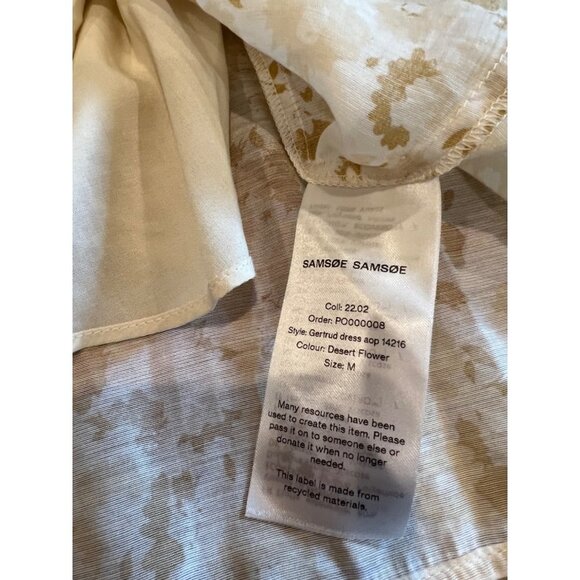 SAMSØE SAMSØE
Coll: 22.02
Order: PO000008
Style: Gertrud dress aop 14216
Colour: Desert Flower
Size: M
Many resources have been
used to create this item. Please
pass it on to someone else or
donate it when no longer
needed.
This label is made from
recycled materials.